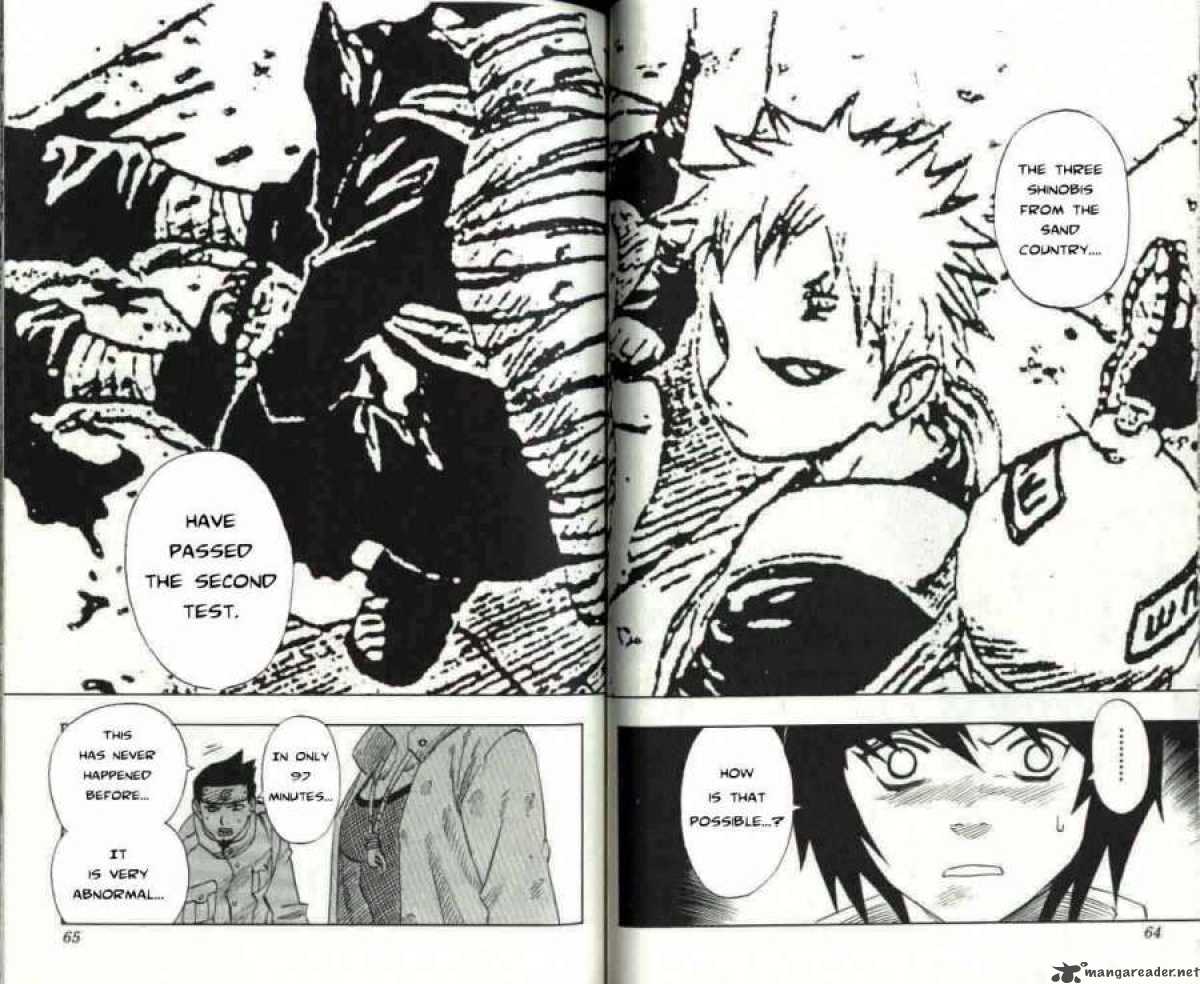 THE THREE
SHINOBIS
FROM THE
SAND
COUNTRY....
HAVE
PASSED
THE SECOND
TEST.
.........
HOW
IS THAT
POSSIBLE...?
IN ONLY
97
MINUTES...
THIS
HAS NEVER
HAPPENED
BEFORE...
IT
IS VERY
ABNORMAL...
65
64
mangareader.net